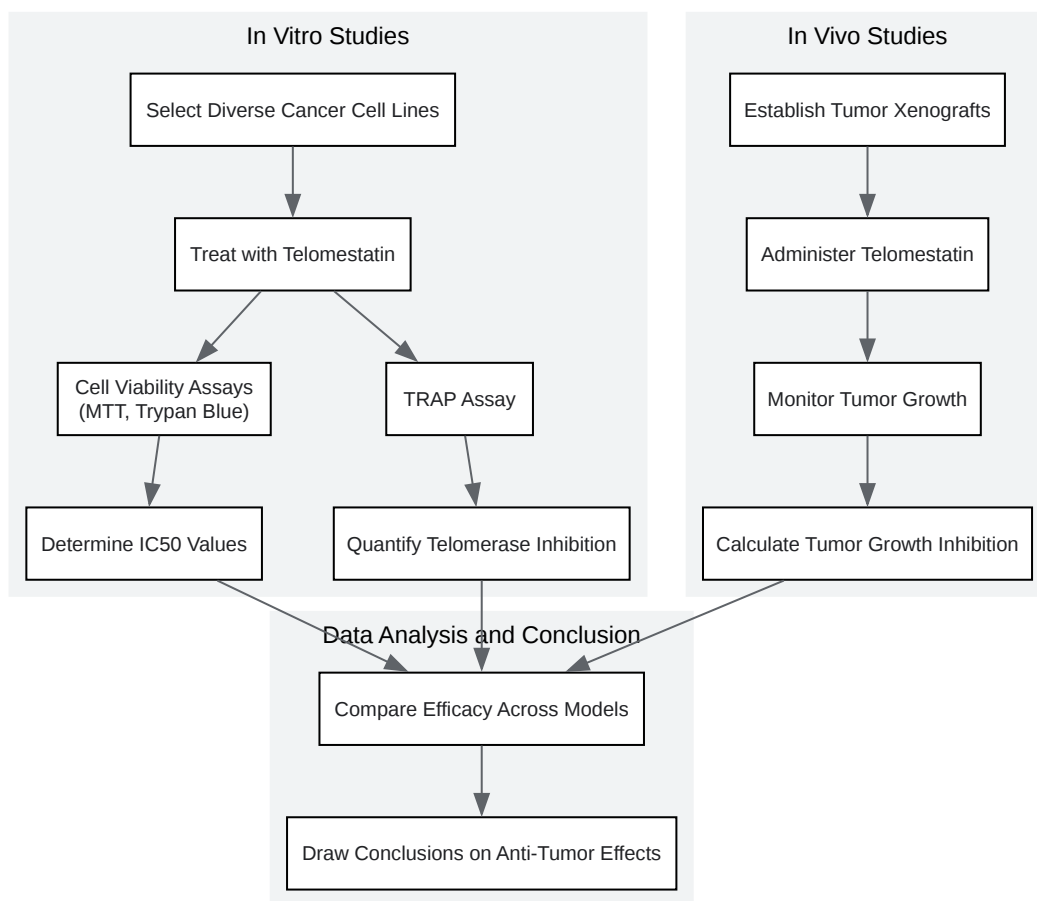 In Vitro Studies
Select Diverse Cancer Cell Lines
Treat with Telomestatin
Cell Viability Assays
(MTT, Trypan Blue)
TRAP Assay
Determine IC50 Values
Quantify Telomerase Inhibition
In Vivo Studies
Establish Tumor Xenografts
Administer Telomestatin
Monitor Tumor Growth
Calculate Tumor Growth Inhibition
Data Analysis and Conclusion
Compare Efficacy Across Models
Draw Conclusions on Anti-Tumor Effects